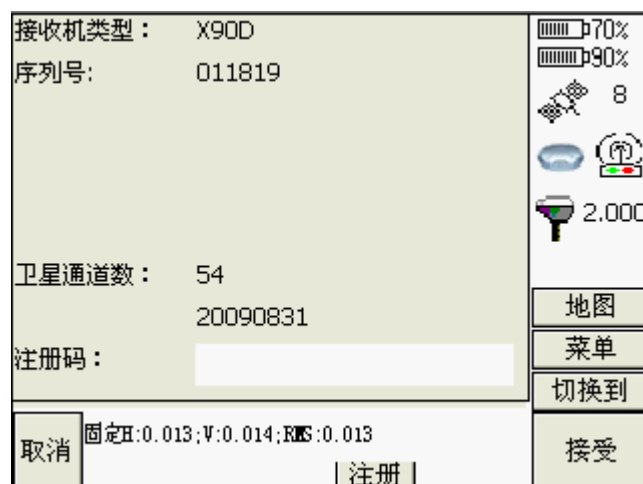 接收机类型： X90D
序列号: 011819
卫星通道数： 54
20090831
注册码：
70%
90%
8
2.000
地图
菜单
切换到
取消
固定H:0.013;V:0.014;RMS:0.013
注册
接受